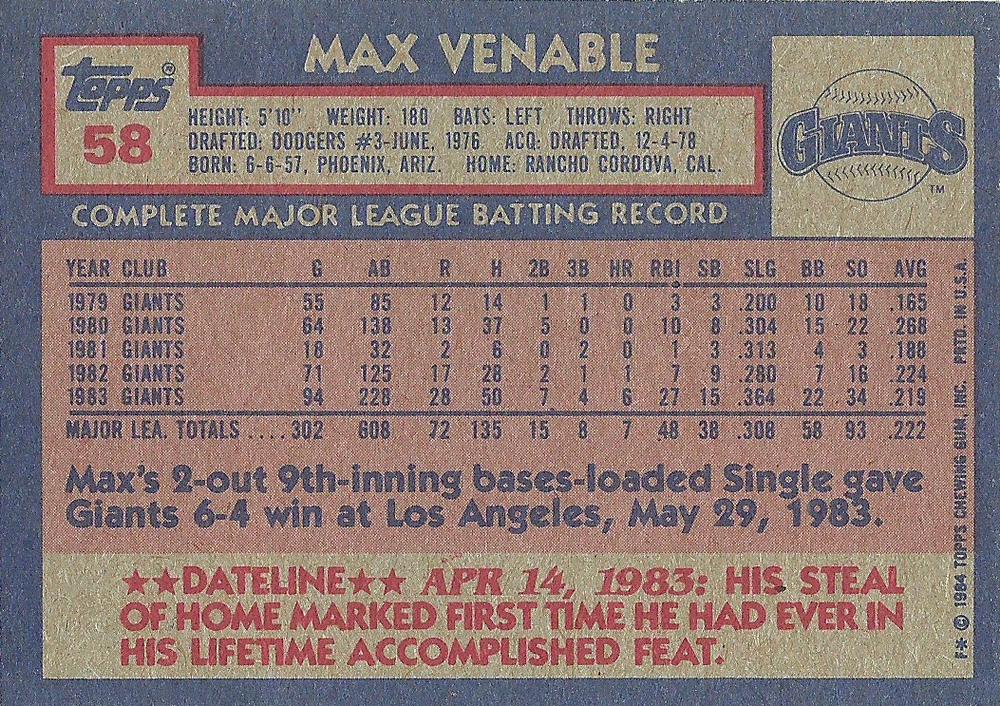 MAX VENABLE
Topps®
58
HEIGHT: 5'10" WEIGHT: 180 BATS: LEFT THROWS: RIGHT
DRAFTED: DODGERS #3-JUNE, 1976 ACQ: DRAFTED, 12-4-78
BORN: 6-6-57, PHOENIX, ARIZ. HOME: RANCHO CORDOVA, CAL.
GIANTS
TM
COMPLETE MAJOR LEAGUE BATTING RECORD
YEAR CLUB G AB R H 2B 3B HR RBI SB SLG BB SO AVG
1979 GIANTS 55 85 12 14 1 1 0 3 3 .200 10 18 .165
1980 GIANTS 64 138 13 37 5 0 0 10 8 .304 15 22 .268
1981 GIANTS 18 32 2 6 0 2 0 1 3 .313 4 3 .188
1982 GIANTS 71 125 17 28 2 1 1 7 9 .280 7 16 .224
1983 GIANTS 94 228 28 50 7 4 6 27 15 .364 22 34 .219
MAJOR LEA. TOTALS ....302 608 72 135 15 8 7 48 38 .308 58 93 .222
Max's 2-out 9th-inning bases-loaded Single gave
Giants 6-4 win at Los Angeles, May 29, 1983.
★★DATELINE★★ APR 14, 1983: HIS STEAL
OF HOME MARKED FIRST TIME HE HAD EVER IN
HIS LIFETIME ACCOMPLISHED FEAT.
F* © 1984 TOPPS CHEWING GUM, INC. PRTD. IN U.S.A.